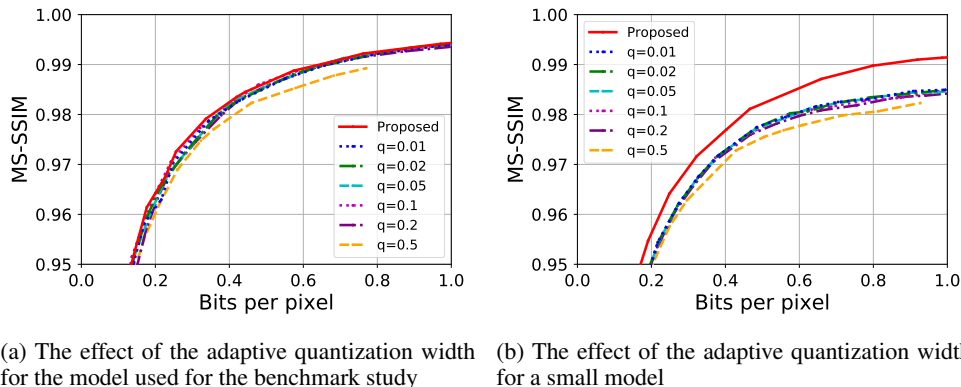 1.00
0.99
0.98
0.97
0.96
0.95
MS-SSIM
0.0 0.2 0.4 0.6 0.8 1.0
Bits per pixel
Proposed
q=0.01
q=0.02
q=0.05
q=0.1
q=0.2
q=0.5
(a) The effect of the adaptive quantization width
for the model used for the benchmark study
1.00
0.99
0.98
0.97
0.96
0.95
MS-SSIM
0.0 0.2 0.4 0.6 0.8 1.0
Bits per pixel
Proposed
q=0.01
q=0.02
q=0.05
q=0.1
q=0.2
q=0.5
(b) The effect of the adaptive quantization widt
for a small model